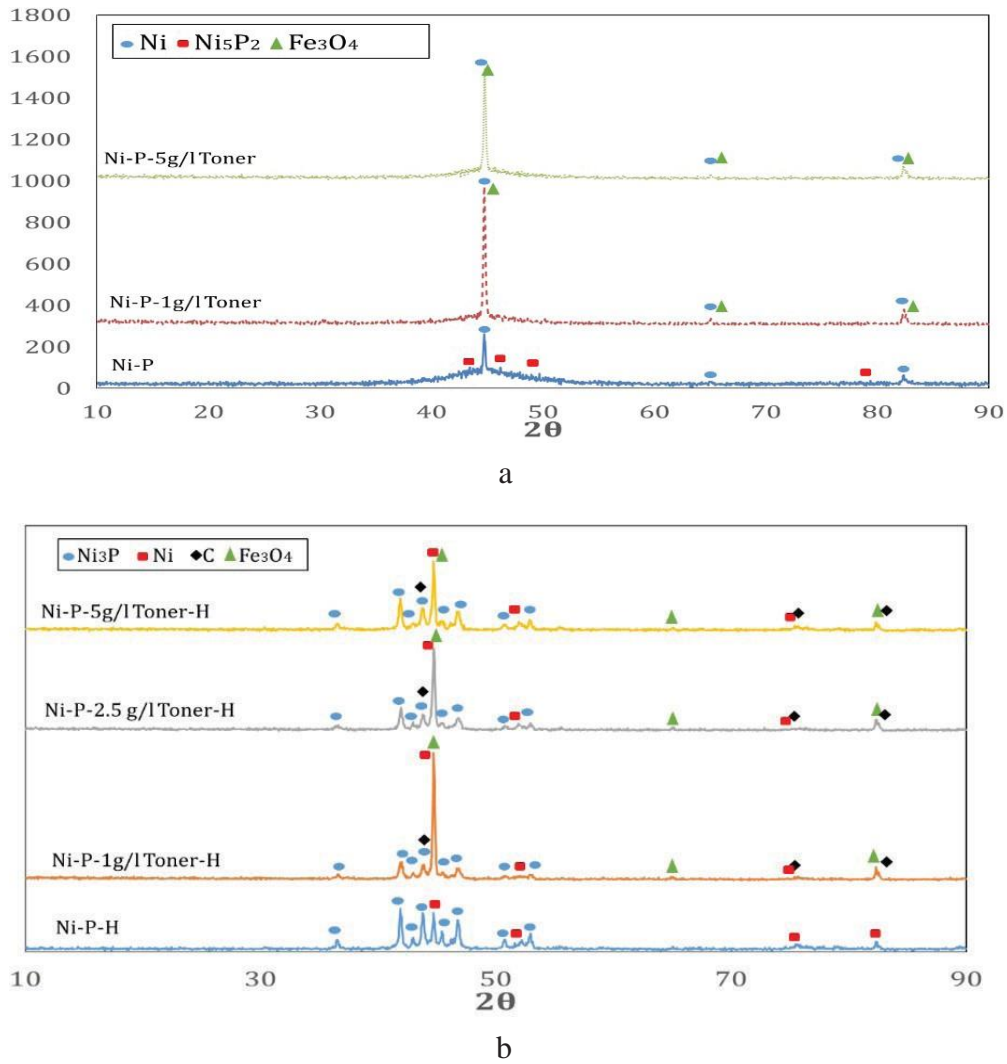 1800
Ni Ni₅P₂ Fe₃O₄
1600
1400
1200
Ni-P-5g/l Toner
1000
800
600
Ni-P-1g/l Toner
400
200
Ni-P
0
10 20 30 40 50 60 70 80 90
2θ
a
Ni₃P Ni C Fe₃O₄
Ni-P-5g/l Toner-H
Ni-P-2.5 g/l Toner-H
Ni-P-1g/l Toner-H
Ni-P-H
10 30 50 70 90
2θ
b